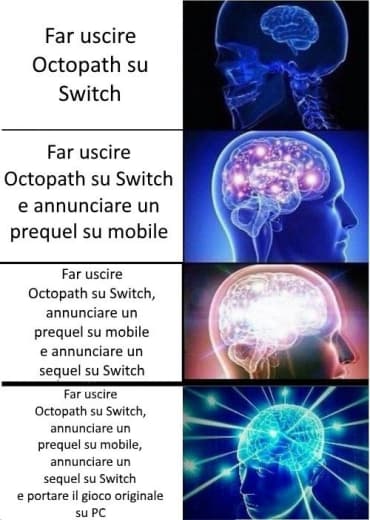 Far uscire
Octopath su
Switch
Far uscire
Octopath su Switch
e annunciare un
prequel su mobile
Far uscire
Octopath su Switch,
annunciare un
prequel su mobile
e annunciare un
sequel su Switch
Far uscire
Octopath su Switch,
annunciare un
prequel su mobile,
annunciare un
sequel su Switch
e portare il gioco originale
su PC